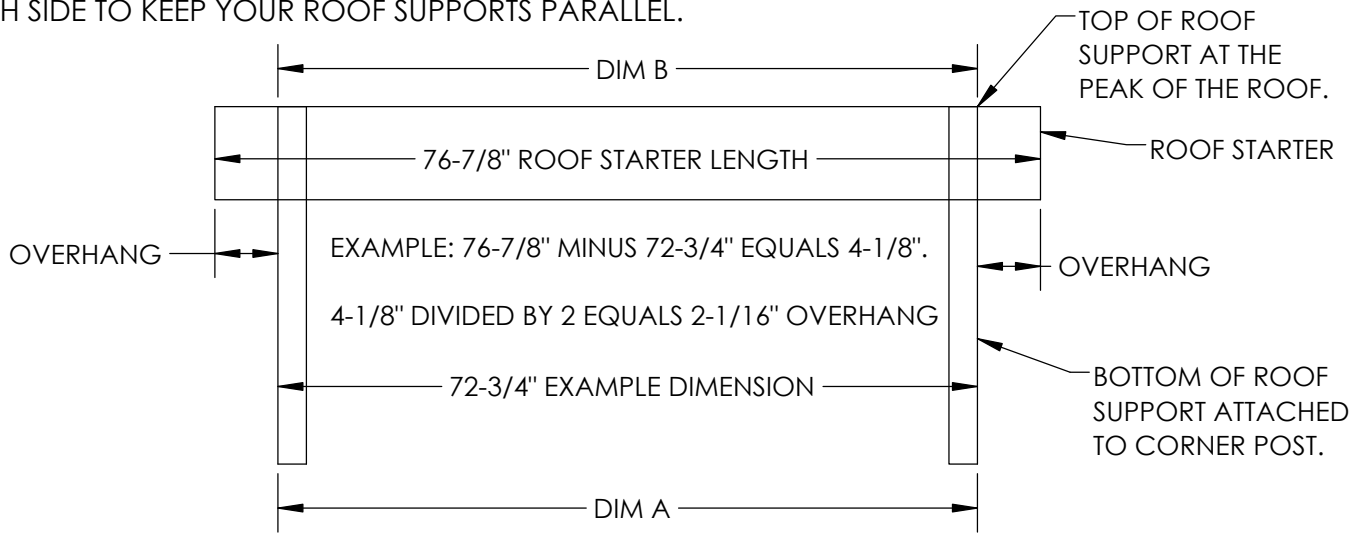 H SIDE TO KEEP YOUR ROOF SUPPORTS PARALLEL.
TOP OF ROOF
SUPPORT AT THE
PEAK OF THE ROOF.
DIM B
76-7/8" ROOF STARTER LENGTH
ROOF STARTER
OVERHANG
EXAMPLE: 76-7/8" MINUS 72-3/4" EQUALS 4-1/8".
OVERHANG
4-1/8" DIVIDED BY 2 EQUALS 2-1/16" OVERHANG
72-3/4" EXAMPLE DIMENSION
BOTTOM OF ROOF
SUPPORT ATTACHED
TO CORNER POST.
DIM A